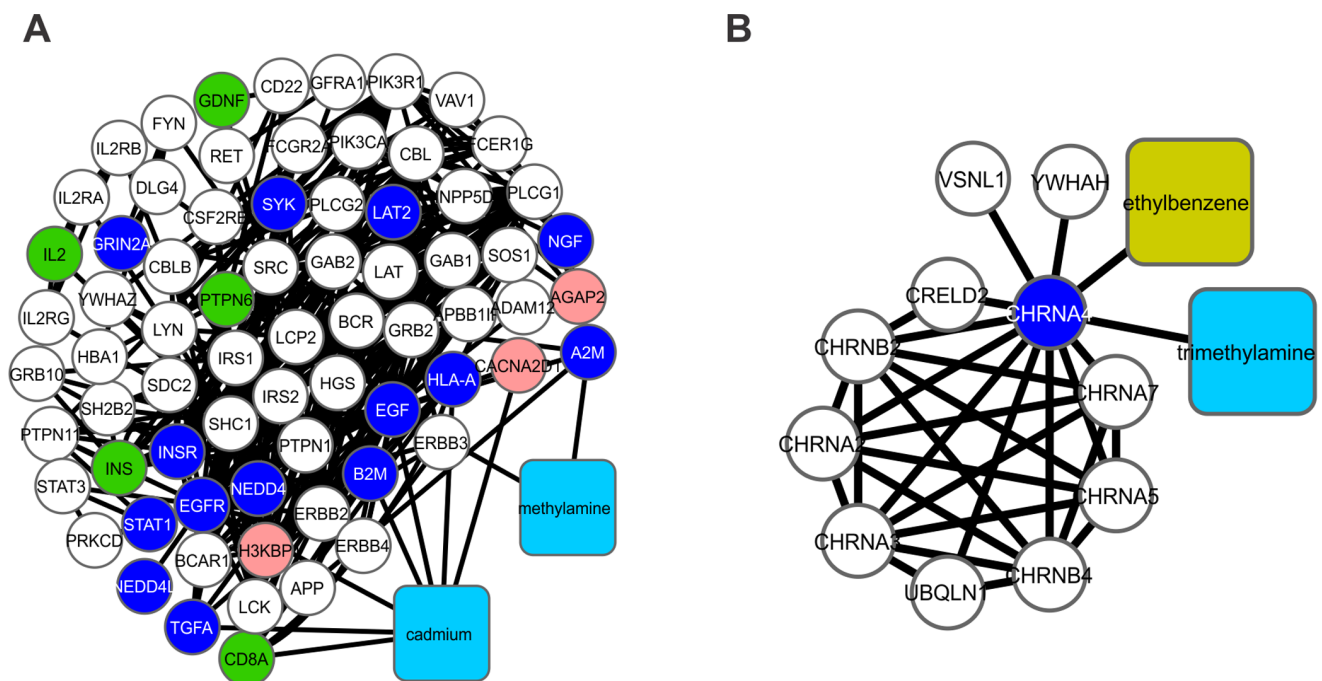 A
B
GDNF
CD22
GFRA1
PIK3R1
VAV1
FYN
IL2RB
RET
FCGR2A
PIK3CA
CBL
FCER1G
IL2RA
DLG4
CSF2RB
SYK
PLCG2
LAT2
INPP5D
PLCG1
IL2
GRIN2A
CBLB
SRC
GAB2
LAT
GAB1
SOS1
NGF
IL2RG
YWHAZ
LYN
PTPN6
LCP2
BCR
GRB2
APBB1IP
ADAM12
AGAP2
GRB10
HBA1
SDC2
IRS1
IRS2
HGS
HLA-A
CACNA2D1
A2M
PTPN11
SH2B2
SHC1
PTPN1
EGF
ERBB3
STAT3
INS
INSR
NEDD4
B2M
methylamine
PRKCD
STAT1
EGFR
ERBB2
ERBB4
NEDD4L
BCAR1
H3KBP
APP
TGFA
LCK
CD8A
cadmium
VSNL1
YWHAH
ethylbenzene
CRELD2
CHRNA4
trimethylamine
CHRNB2
CHRNA7
CHRNA2
CHRNA5
CHRNA3
CHRNB4
UBQLN1